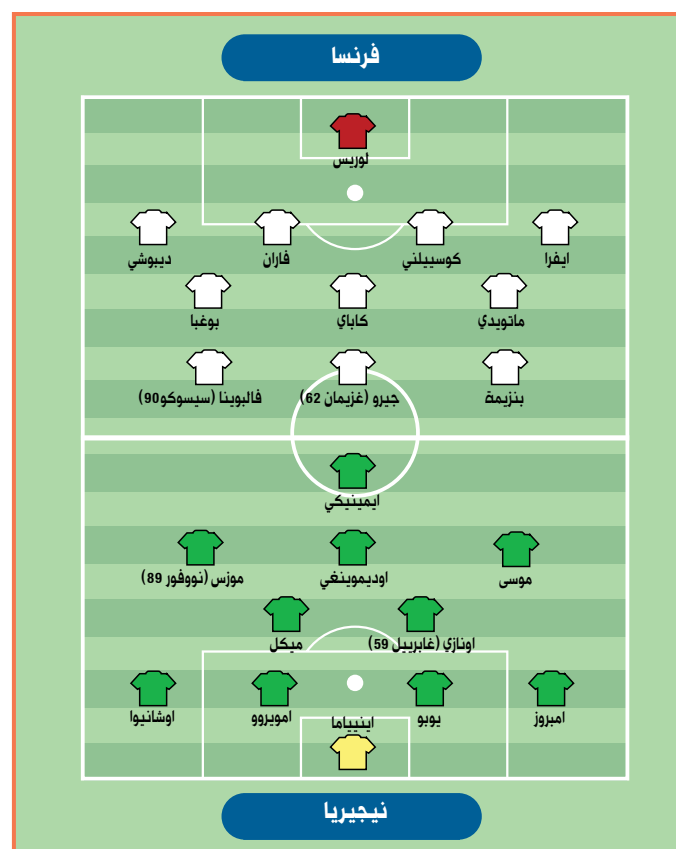 فرنسا
لوريس
ايفرا
كوسييلني
فاران
ديبوشي
ماتويدي
كاباي
بوغبا
بنزيمة
جيرو (غزيمان 62)
فالبوينا (سيسوكو90)
ايمينيكي
موسى
اوديموينغي
موزس (نووفور 89)
اونازي (غابرييل 59)
ميكل
امبروز
يوبو
اينيياما
امويروو
اوشانيوا
نيجيريا